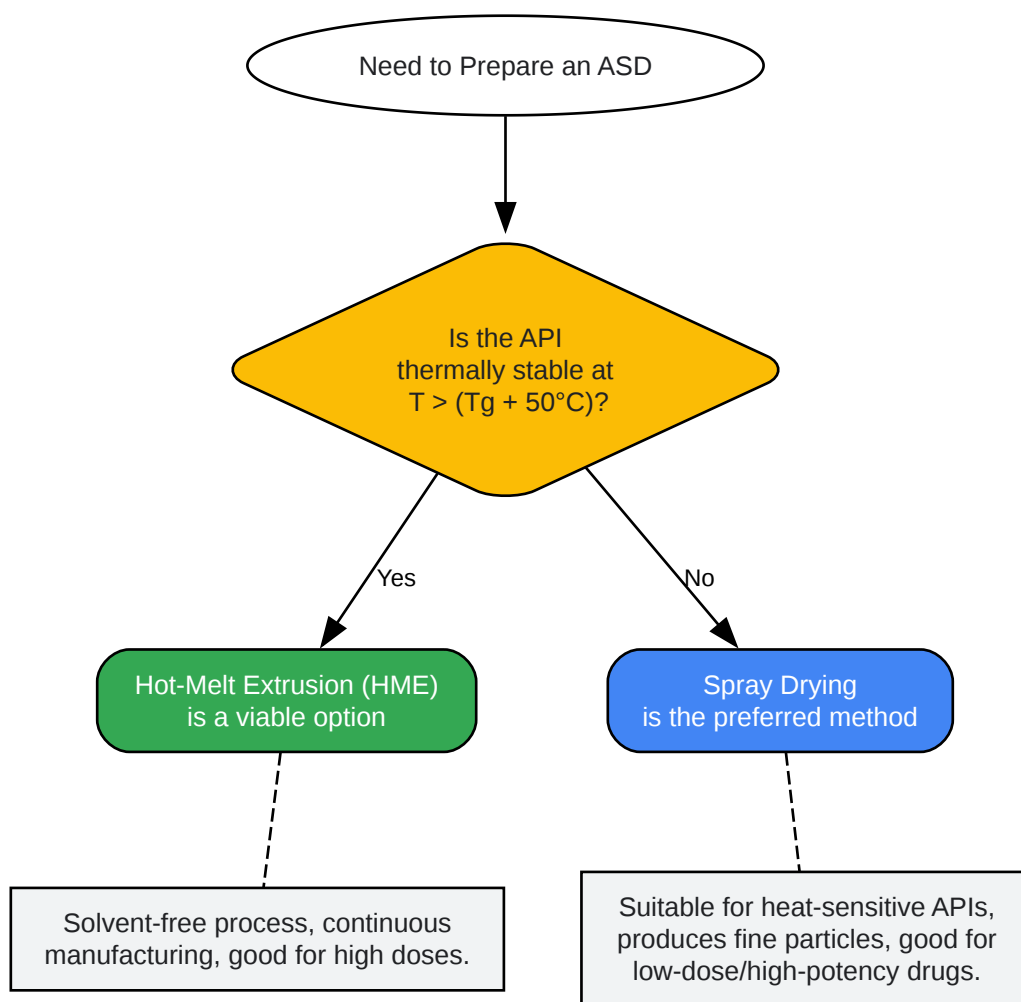 Need to Prepare an ASD
Is the API
thermally stable at
T > (Tg + 50°C)?
Yes
No
Hot-Melt Extrusion (HME)
is a viable option
Spray Drying
is the preferred method
Solvent-free process, continuous
manufacturing, good for high doses.
Suitable for heat-sensitive APIs,
produces fine particles, good for
low-dose/high-potency drugs.